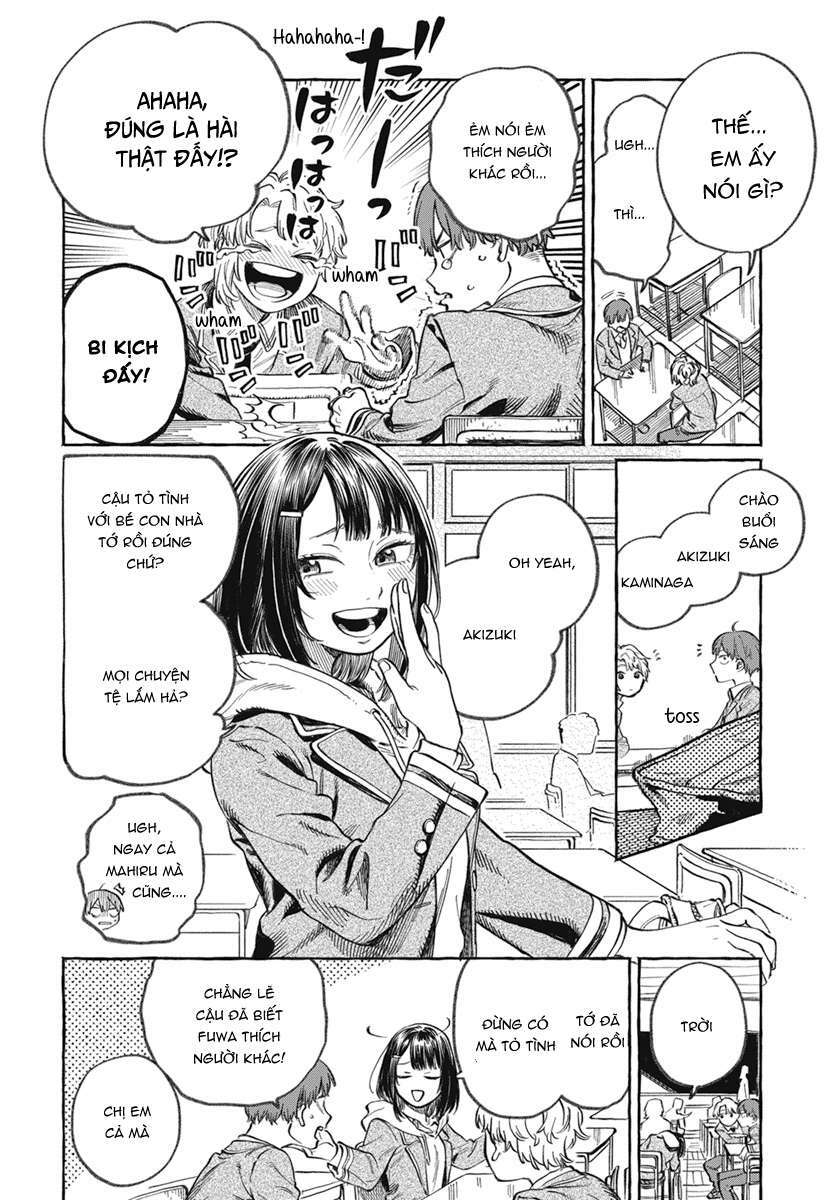 THẾ...
EM ẤY
NÓI GÌ?
UGH...
THÌ...
ẺM NÓI ẺM
THÍCH NGƯỜI
KHÁC RỒI...
Hahahaha-!
だーっ
はっはっはっ
AHAHA,
ĐÚNG LÀ HÀI
THẬT ĐẤY!?
wham
wham
BI KỊCH
ĐẤY!
CHÀO
BUỔI
SÁNG
AKIZUKI
KAMINAGA
toss
OH YEAH,
AKIZUKI
CẬU TỎ TÌNH
VỚI BÉ CON NHÀ
TỚ RỒI ĐÚNG
CHỨ?
MỌI CHUYỆN
TỆ LẮM HẢ?
UGH,
NGAY CẢ
MAHIRU MÀ
CŨNG....
TRỜI
TỚ ĐÃ
NÓI RỒI
ĐỪNG CÓ
MÀ TỎ TÌNH
CHẲNG LẼ
CẬU ĐÃ BIẾT
FUWA THÍCH
NGƯỜI KHÁC!
CHỊ EM
CẢ MÀ